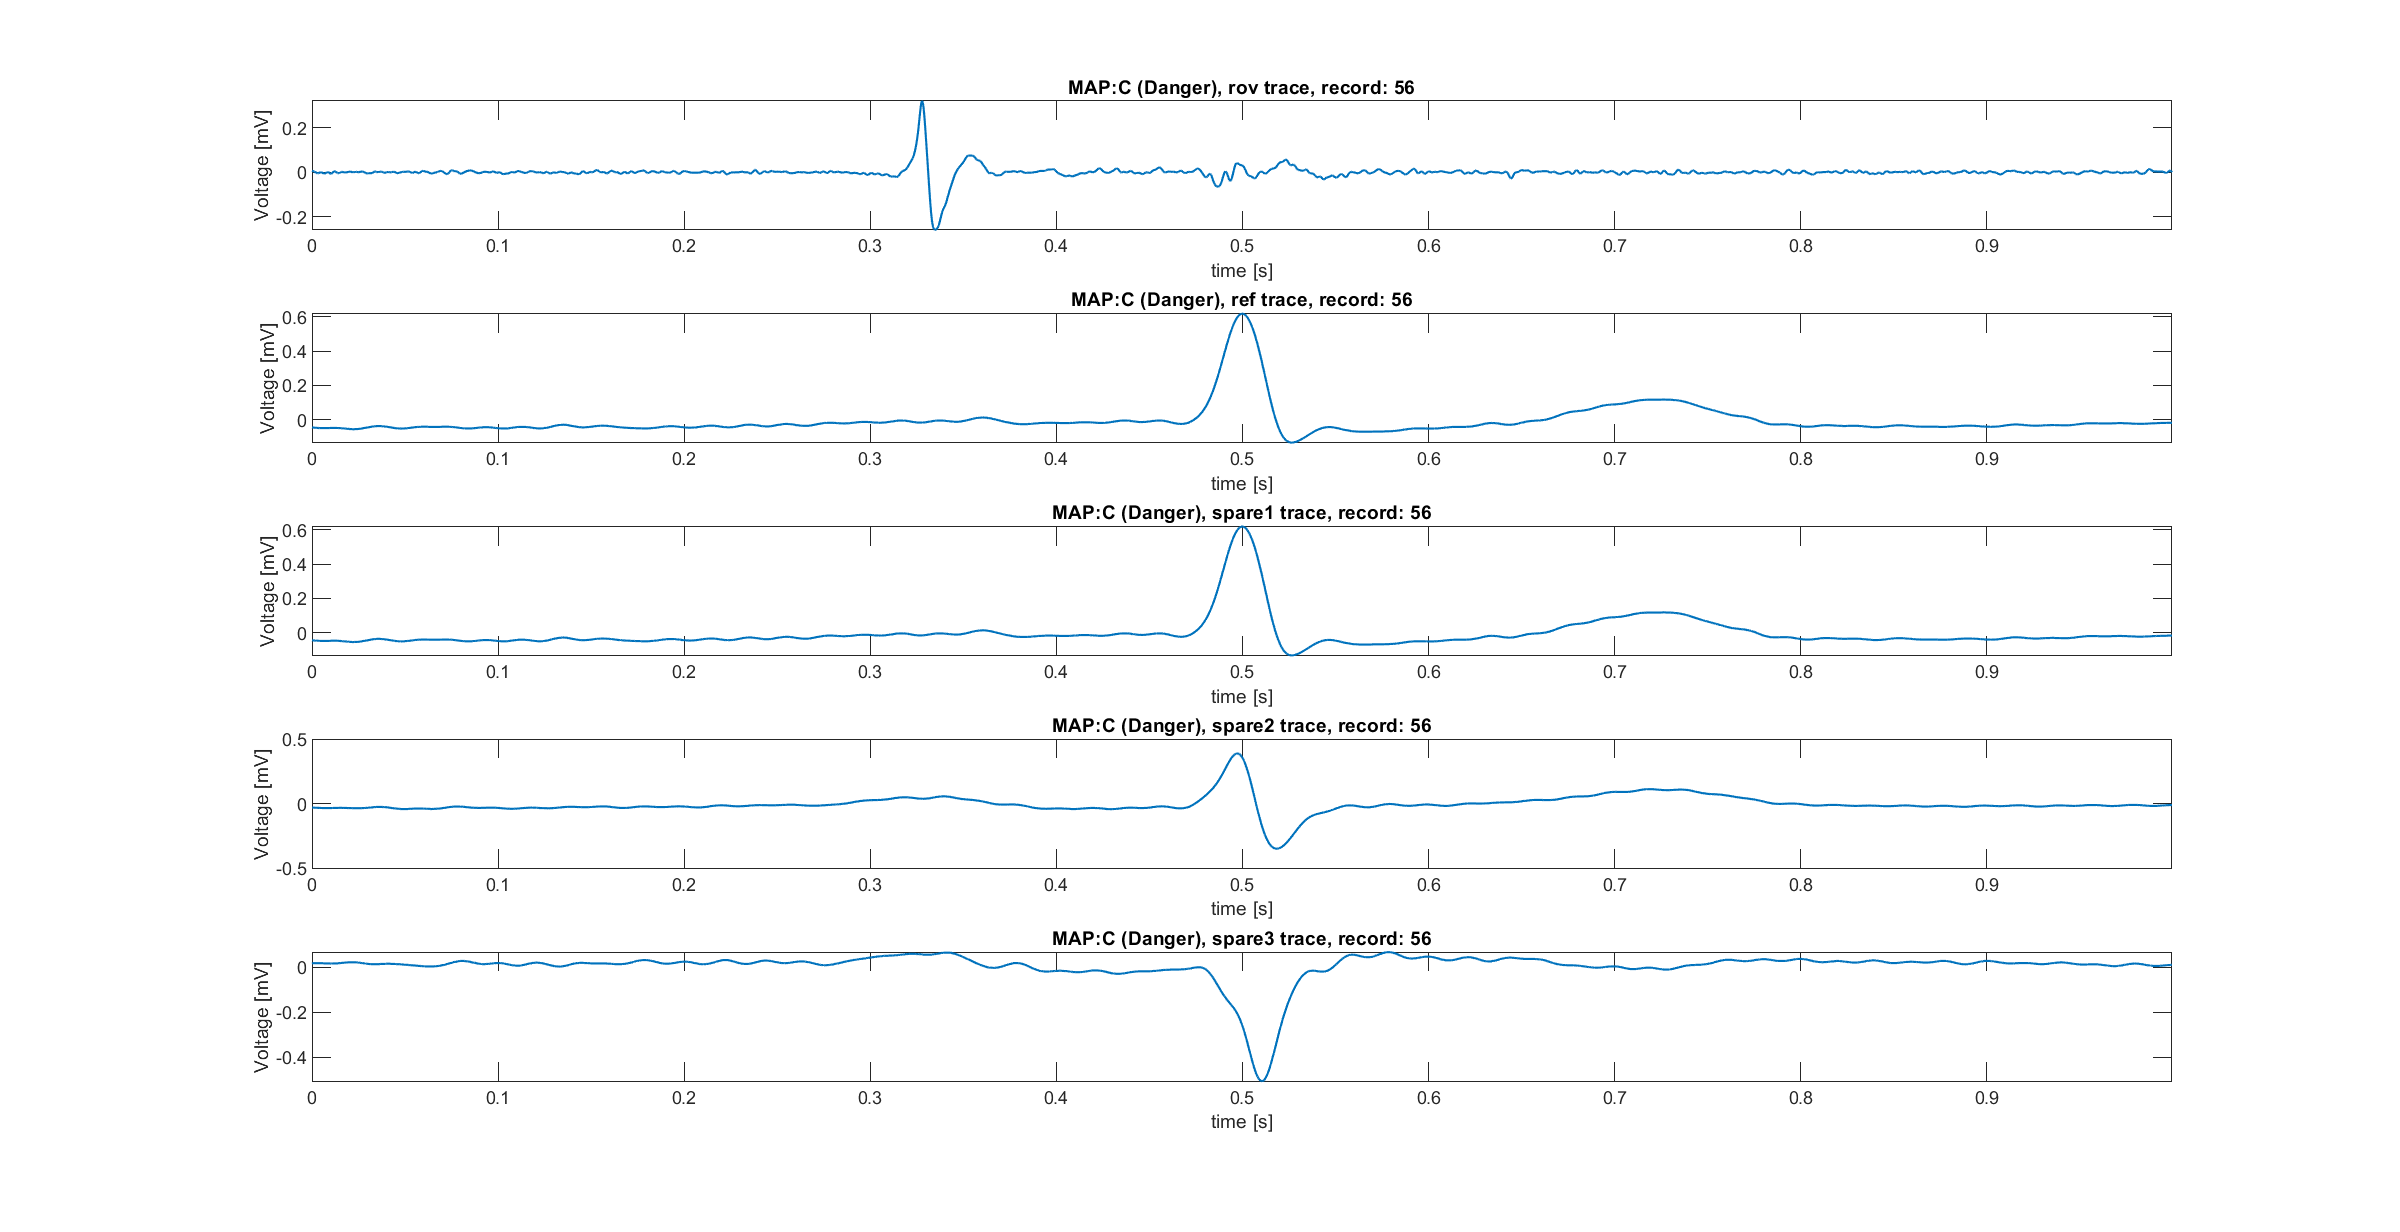 MAP:C (Danger), rov trace, record: 56
Voltage [mV]
0.2
0
-0.2
0 0.1 0.2 0.3 0.4 0.5 0.6 0.7 0.8 0.9
time [s]
MAP:C (Danger), ref trace, record: 56
Voltage [mV]
0.6
0.4
0.2
0
0 0.1 0.2 0.3 0.4 0.5 0.6 0.7 0.8 0.9
time [s]
MAP:C (Danger), spare1 trace, record: 56
Voltage [mV]
0.6
0.4
0.2
0
0 0.1 0.2 0.3 0.4 0.5 0.6 0.7 0.8 0.9
time [s]
MAP:C (Danger), spare2 trace, record: 56
Voltage [mV]
0.5
0
-0.5
0 0.1 0.2 0.3 0.4 0.5 0.6 0.7 0.8 0.9
time [s]
MAP:C (Danger), spare3 trace, record: 56
Voltage [mV]
0
-0.2
-0.4
0 0.1 0.2 0.3 0.4 0.5 0.6 0.7 0.8 0.9
time [s]